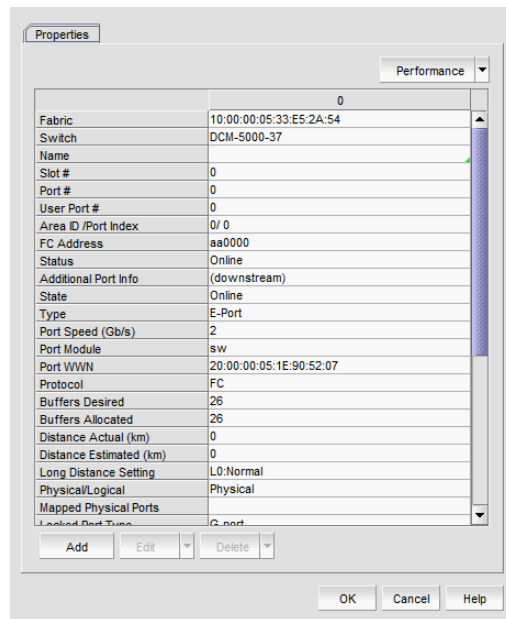 Properties
Performance
0
Fabric 10:00:00:05:33:E5:2A:54
Switch DCM-5000-37
Name
Slot # 0
Port # 0
User Port # 0
Area ID /Port Index 0/ 0
FC Address aa0000
Status Online
Additional Port Info (downstream)
State Online
Type E-Port
Port Speed (Gb/s) 2
Port Module sw
Port WWN 20:00:00:05:1E:90:52:07
Protocol FC
Buffers Desired 26
Buffers Allocated 26
Distance Actual (km) 0
Distance Estimated (km) 0
Long Distance Setting L0:Normal
Physical/Logical Physical
Mapped Physical Ports
Locked Port Type G-port
Add Edit Delete
OK Cancel Help